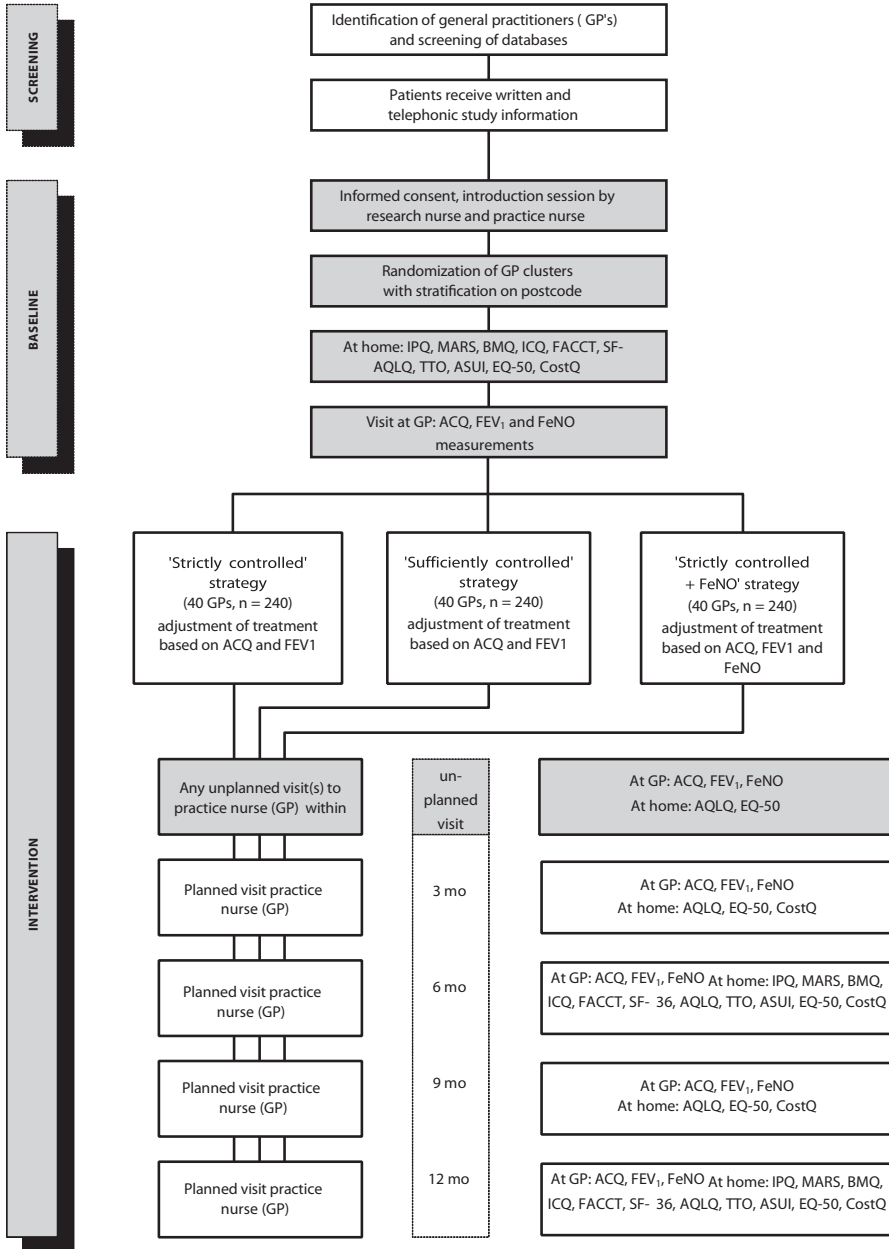 SCREENING
Identification of general practitioners ( GP's)
and screening of databases
Patients receive written and
telephonic study information
BASELINE
Informed consent, introduction session by
research nurse and practice nurse
Randomization of GP clusters
with stratification on postcode
At home: IPQ, MARS, BMQ, ICQ, FACCT, SF-
AQLQ, TTO, ASUI, EQ-50, CostQ
Visit at GP: ACQ, FEV₁ and FeNO
measurements
INTERVENTION
'Strictly controlled'
strategy
(40 GPs, n = 240)
adjustment of treatment
based on ACQ and FEV1
'Sufficiently controlled'
strategy
(40 GPs, n = 240)
adjustment of treatment
based on ACQ and FEV1
'Strictly controlled
+ FeNO' strategy
(40 GPs, n = 240)
adjustment of treatment
based on ACQ, FEV1 and
FeNO
Any unplanned visit(s) to
practice nurse (GP) within
un-
planned
visit
At GP: ACQ, FEV₁, FeNO
At home: AQLQ, EQ-50
Planned visit practice
nurse (GP)
3 mo
At GP: ACQ, FEV₁, FeNO
At home: AQLQ, EQ-50, CostQ
Planned visit practice
nurse (GP)
6 mo
At GP: ACQ, FEV₁, FeNO At home: IPQ, MARS, BMQ,
ICQ, FACCT, SF- 36, AQLQ, TTO, ASUI, EQ-50, CostQ
Planned visit practice
nurse (GP)
9 mo
At GP: ACQ, FEV₁, FeNO
At home: AQLQ, EQ-50, CostQ
Planned visit practice
nurse (GP)
12 mo
At GP: ACQ, FEV₁, FeNO At home: IPQ, MARS, BMQ,
ICQ, FACCT, SF- 36, AQLQ, TTO, ASUI, EQ-50, CostQ